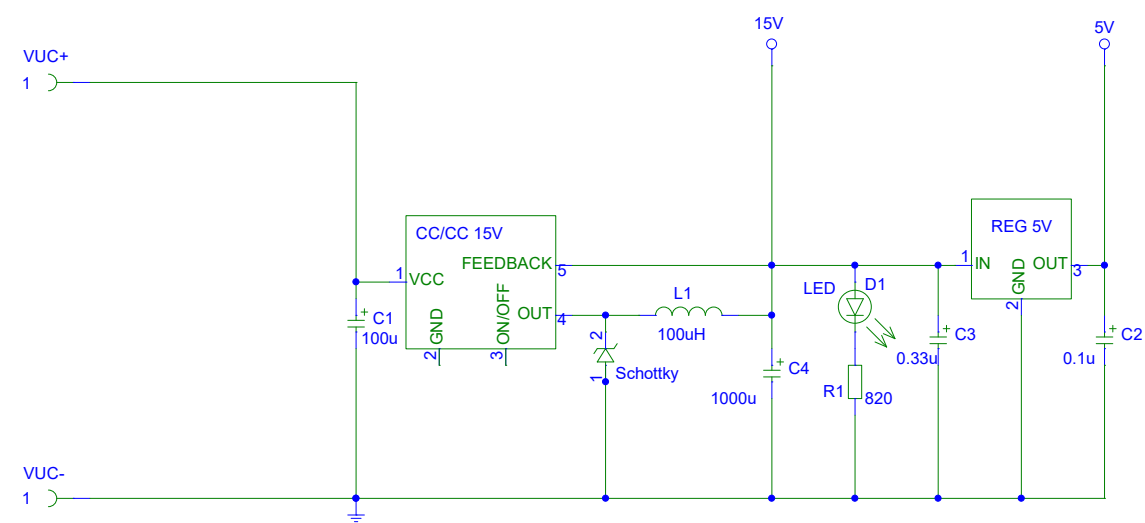 15V
5V
VUC+
1
CC/CC 15V
REG 5V
1
VCC
FEEDBACK
5
1
IN
GND
OUT
3
2
GND
2
ON/OFF
3
OUT
4
L1
100uH
LED
D1
C1
100u
2
1
Schottky
C4
1000u
R1
820
C3
0.33u
C2
0.1u
VUC-
1